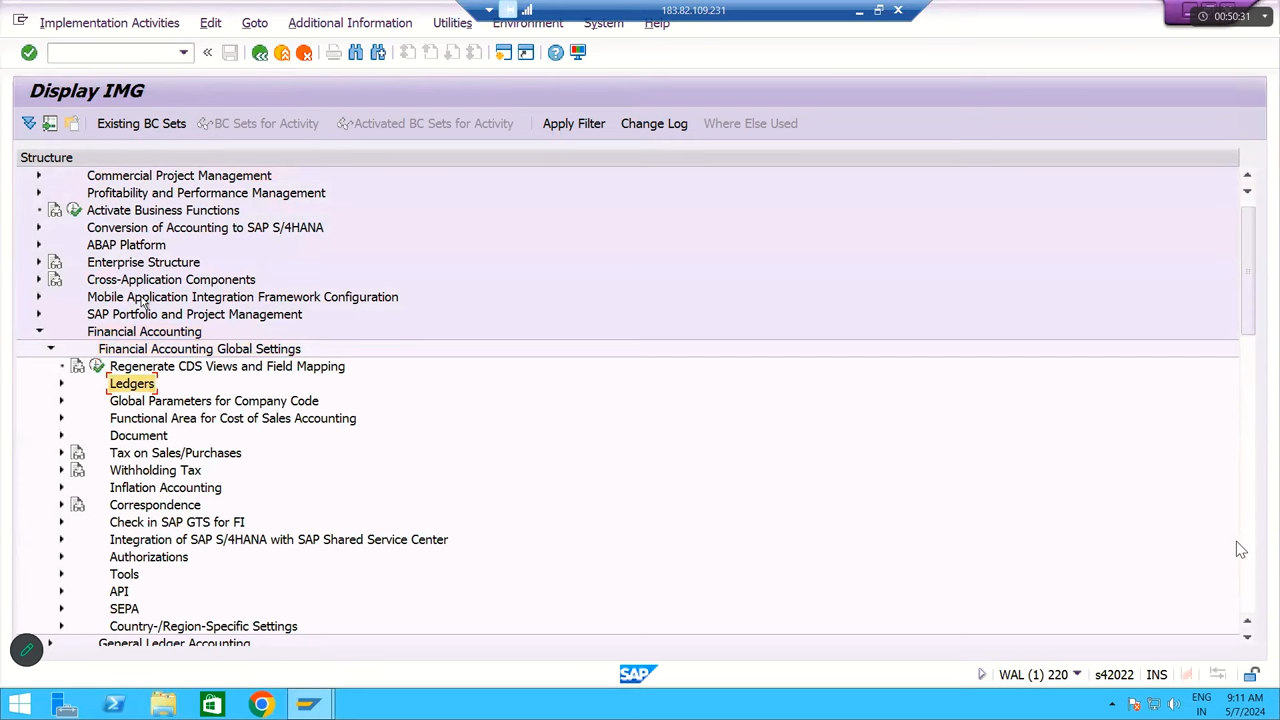 183.82.109.231
00:50:31
Implementation Activities Edit Goto Additional Information Utilities Environment System Help
Display IMG
Existing BC Sets BC Sets for Activity Activated BC Sets for Activity Apply Filter Change Log Where Else Used
Structure
Commercial Project Management
Profitability and Performance Management
Activate Business Functions
Conversion of Accounting to SAP S/4HANA
ABAP Platform
Enterprise Structure
Cross-Application Components
Mobile Application Integration Framework Configuration
SAP Portfolio and Project Management
Financial Accounting
Financial Accounting Global Settings
Regenerate CDS Views and Field Mapping
Ledgers
Global Parameters for Company Code
Functional Area for Cost of Sales Accounting
Document
Tax on Sales/Purchases
Withholding Tax
Inflation Accounting
Correspondence
Check in SAP GTS for FI
Integration of SAP S/4HANA with SAP Shared Service Center
Authorizations
Tools
API
SEPA
Country-/Region-Specific Settings
General Ledger Accounting
SAP WAL (1) 220 s42022 INS
ENG 9:11 AM
IN 5/7/2024